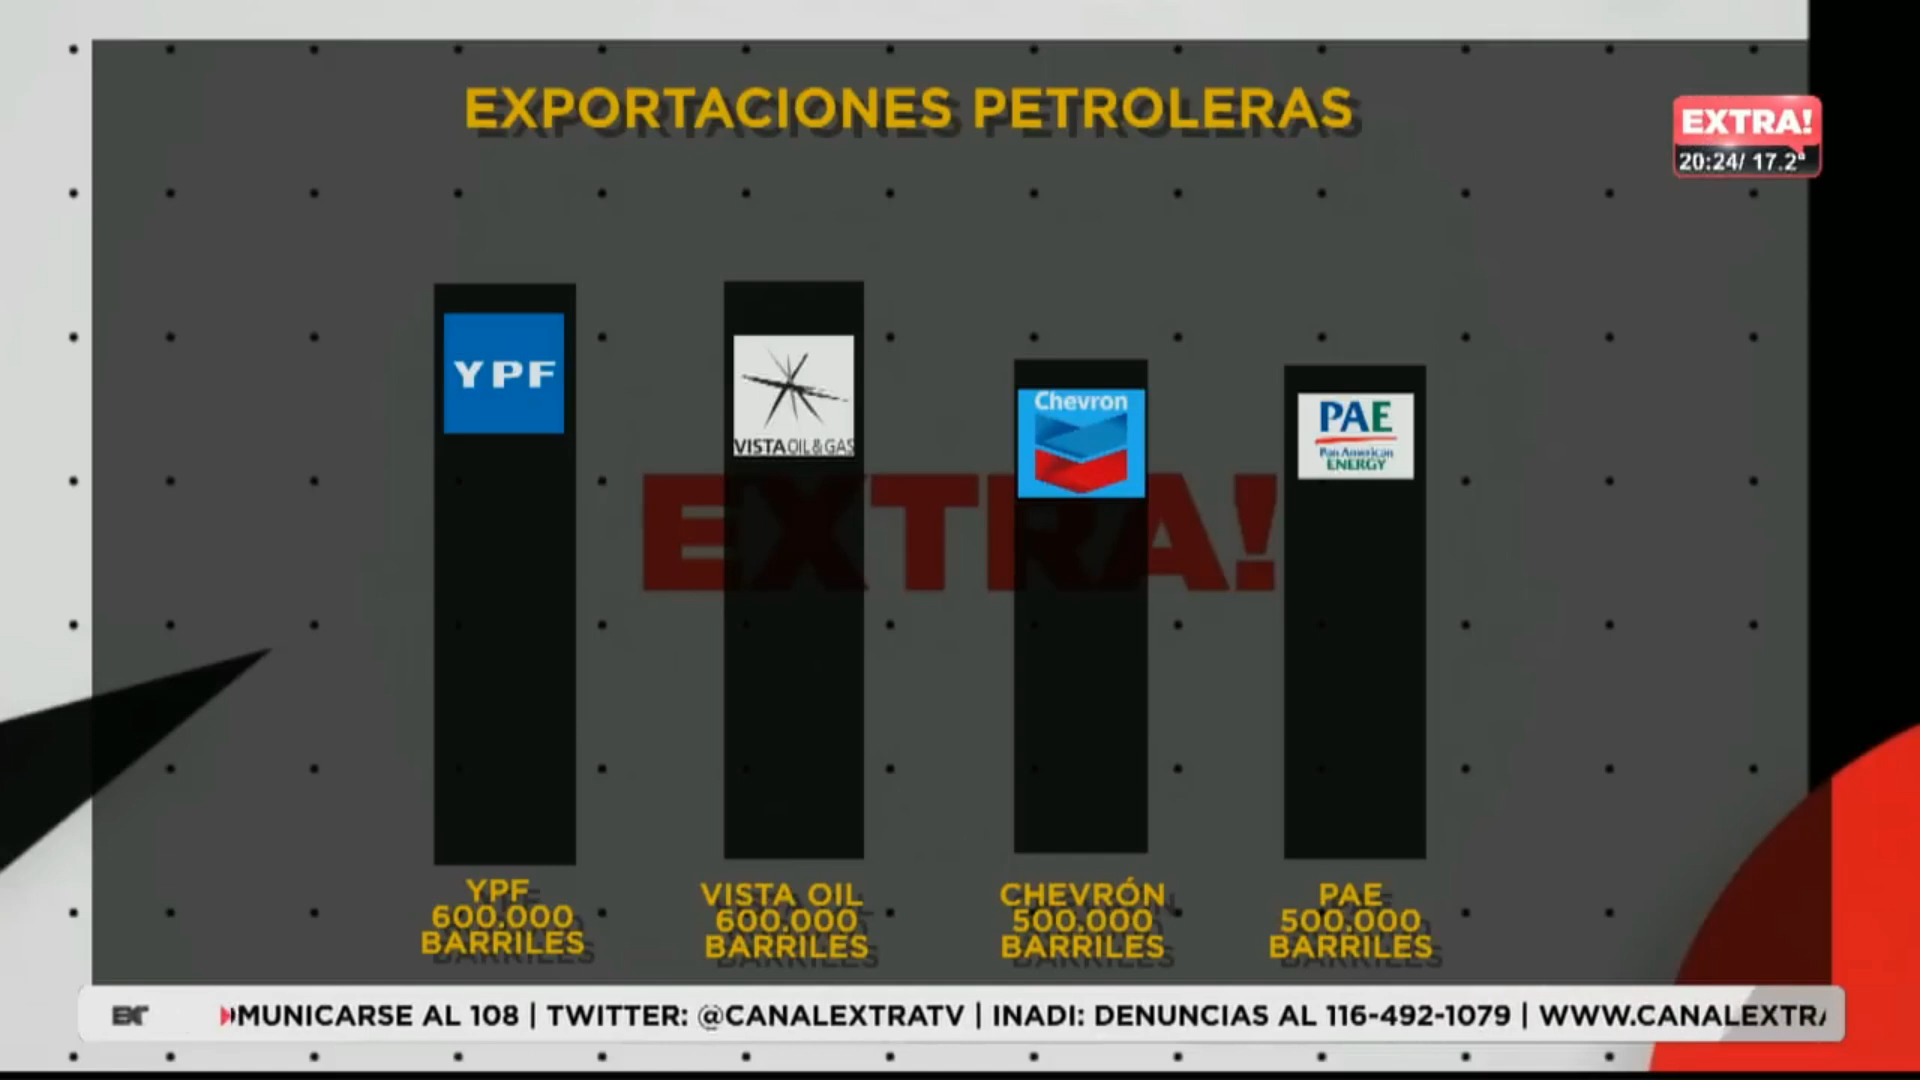 EXPORTACIONES PETROLERAS
EXTRA!
20:24/ 17.2°
YPF
VISTA OIL&GAS
Chevron
PAE
Pan American
ENERGY
EXTRA!
YPF
600.000
BARRILES
VISTA OIL
600.000
BARRILES
CHEVRÓN
500.000
BARRILES
PAE
500.000
BARRILES
MUNICARSE AL 108 | TWITTER: @CANALEXTRATV | INADI: DENUNCIAS AL 116-492-1079 | WWW.CANALEXTR